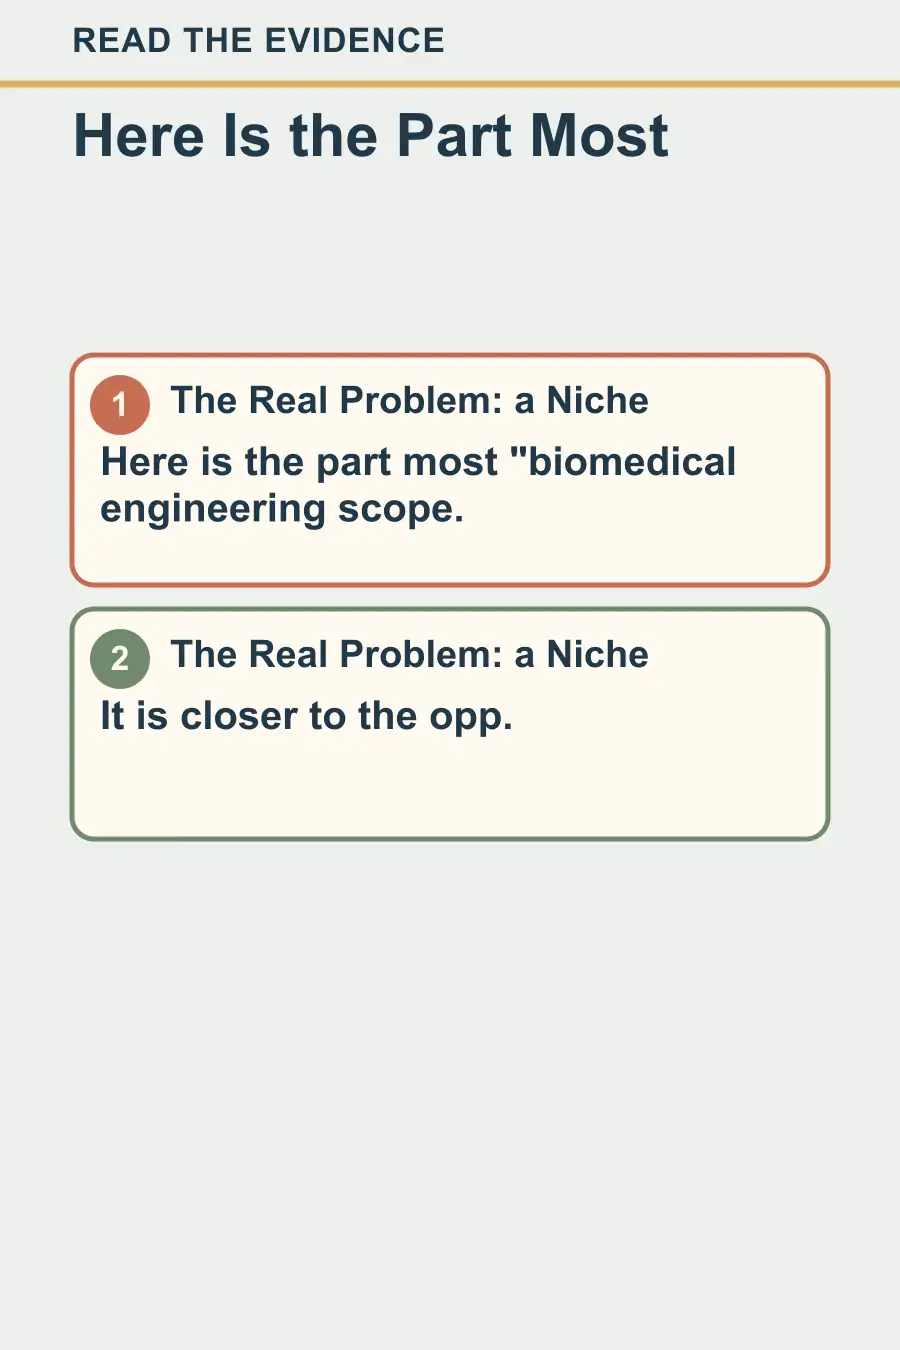 READ THE EVIDENCE
Here Is the Part Most
1 The Real Problem: a Niche
Here is the part most "biomedical
engineering scope.
2 The Real Problem: a Niche
It is closer to the opp.